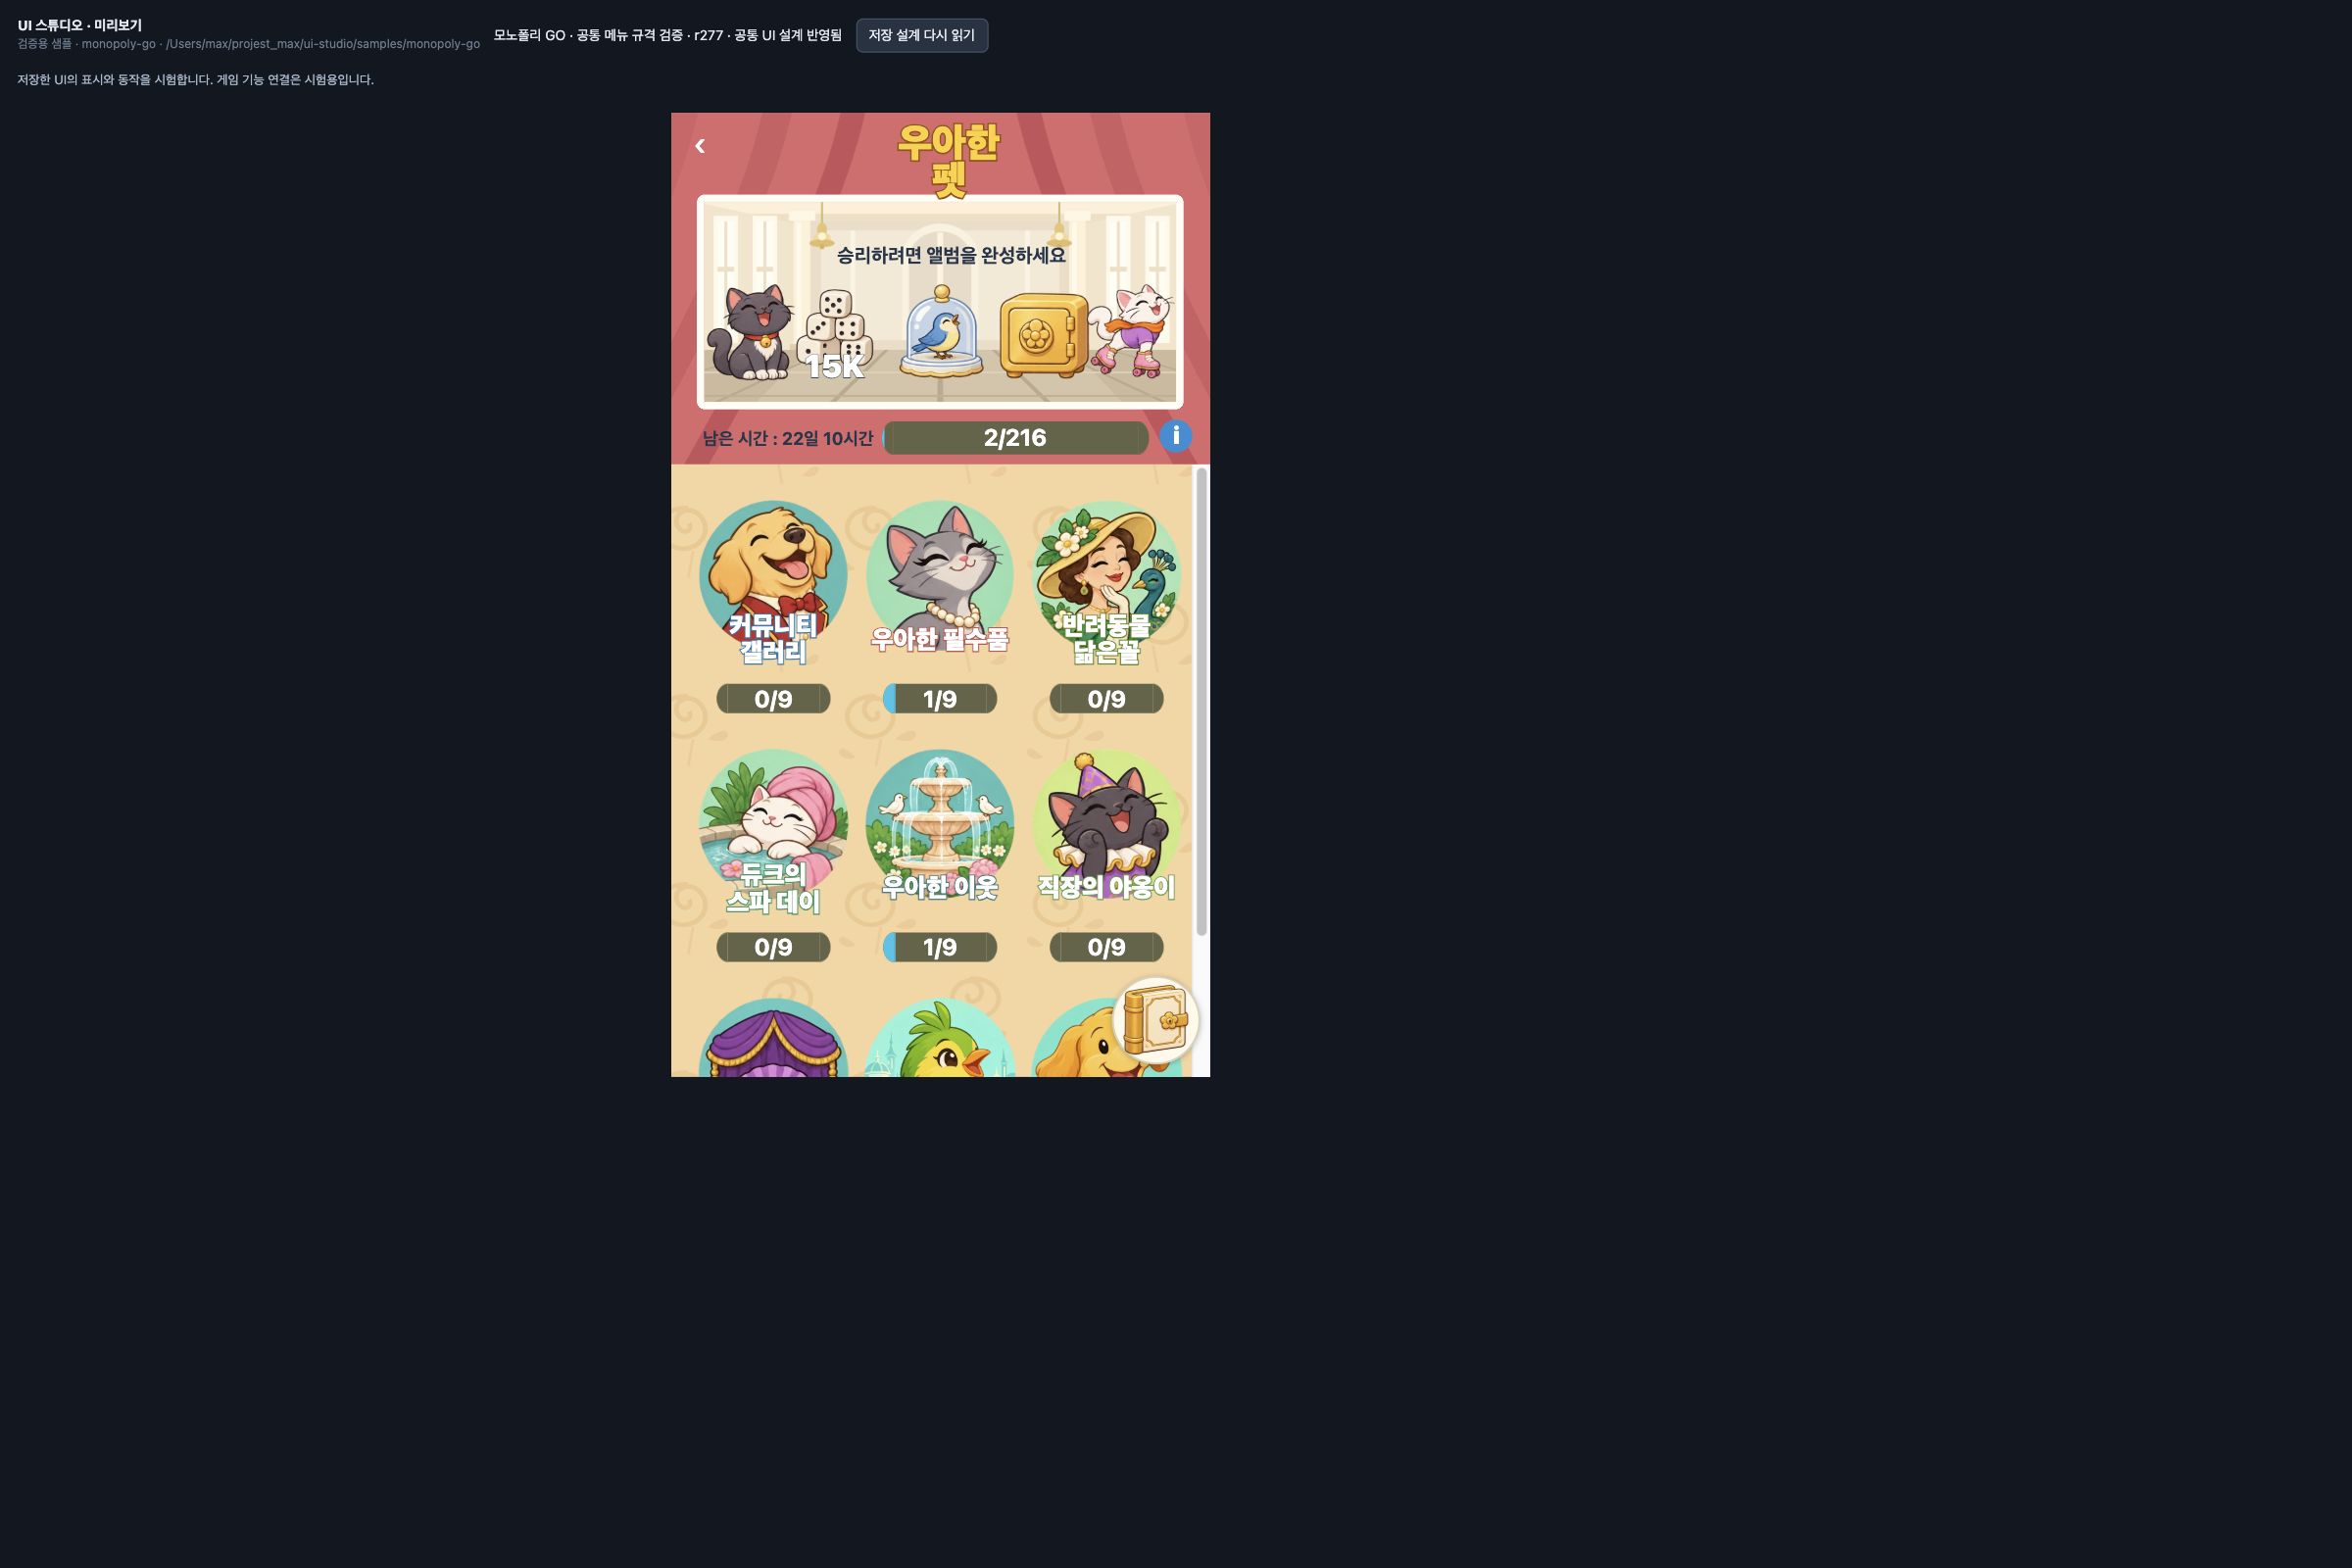 UI 스튜디오 · 미리보기
검증용 샘플 · monopoly-go · /Users/max/projest_max/ui-studio/samples/monopoly-go
모노폴리 GO · 공통 메뉴 규격 검증 · r277 · 공통 UI 설계 반영됨
저장 설계 다시 읽기
저장한 UI의 표시와 동작을 시험합니다. 게임 기능 연결은 시험용입니다.
‹
우아한
펫
승리하려면 앨범을 완성하세요
15K
남은 시간 : 22일 10시간
2/216
i
커뮤니티
갤러리
우아한 필수품
반려동물
닮은꼴
0/9
1/9
0/9
듀크의
스파 데이
우아한 이웃
직장의 야옹이
0/9
1/9
0/9